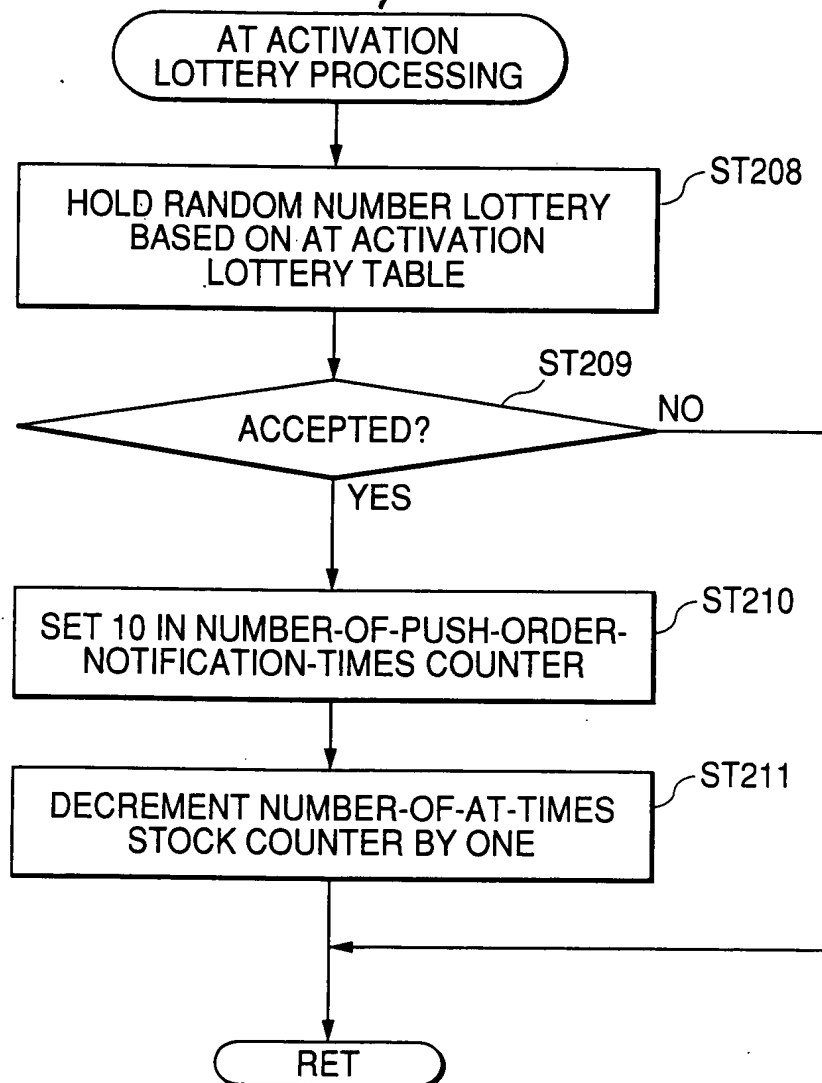 AT ACTIVATION
LOTTERY PROCESSING
ST208
HOLD RANDOM NUMBER LOTTERY
BASED ON AT ACTIVATION
LOTTERY TABLE
ST209
ACCEPTED?
NO
YES
ST210
SET 10 IN NUMBER-OF-PUSH-ORDER-
NOTIFICATION-TIMES COUNTER
ST211
DECREMENT NUMBER-OF-AT-TIMES
STOCK COUNTER BY ONE
RET